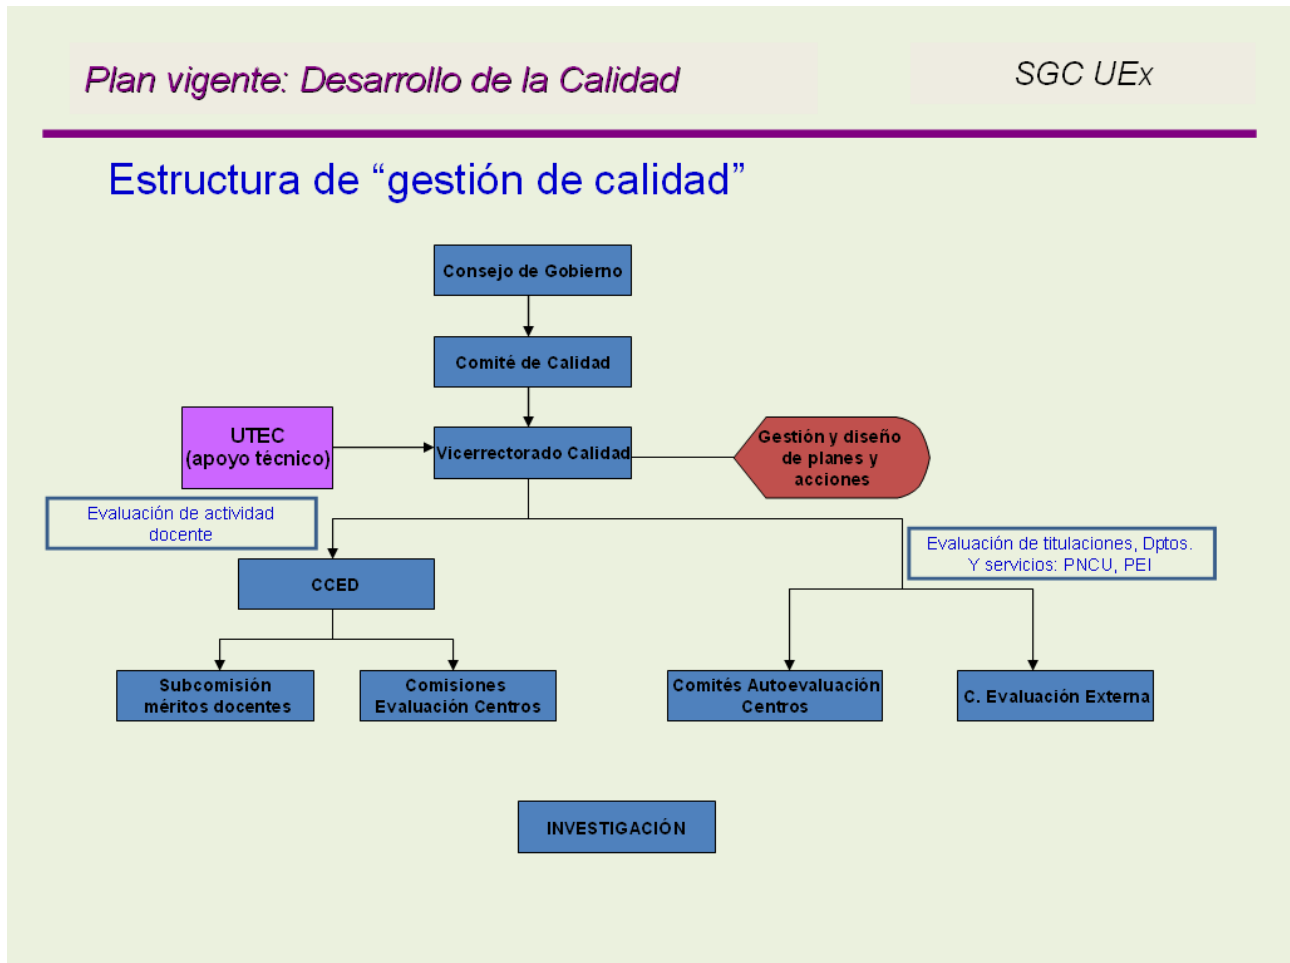 Plan vigente: Desarrollo de la Calidad
SGC UEx
Estructura de “gestión de calidad”
Consejo de Gobierno
Comité de Calidad
UTEC
(apoyo técnico)
Vicerrectorado Calidad
Gestión y diseño
de planes y
acciones
Evaluación de actividad
docente
Evaluación de titulaciones, Dptos.
Y servicios: PNCU, PEI
CCED
Subcomisión
méritos docentes
Comisiones
Evaluación Centros
Comités Autoevaluación
Centros
C. Evaluación Externa
INVESTIGACIÓN